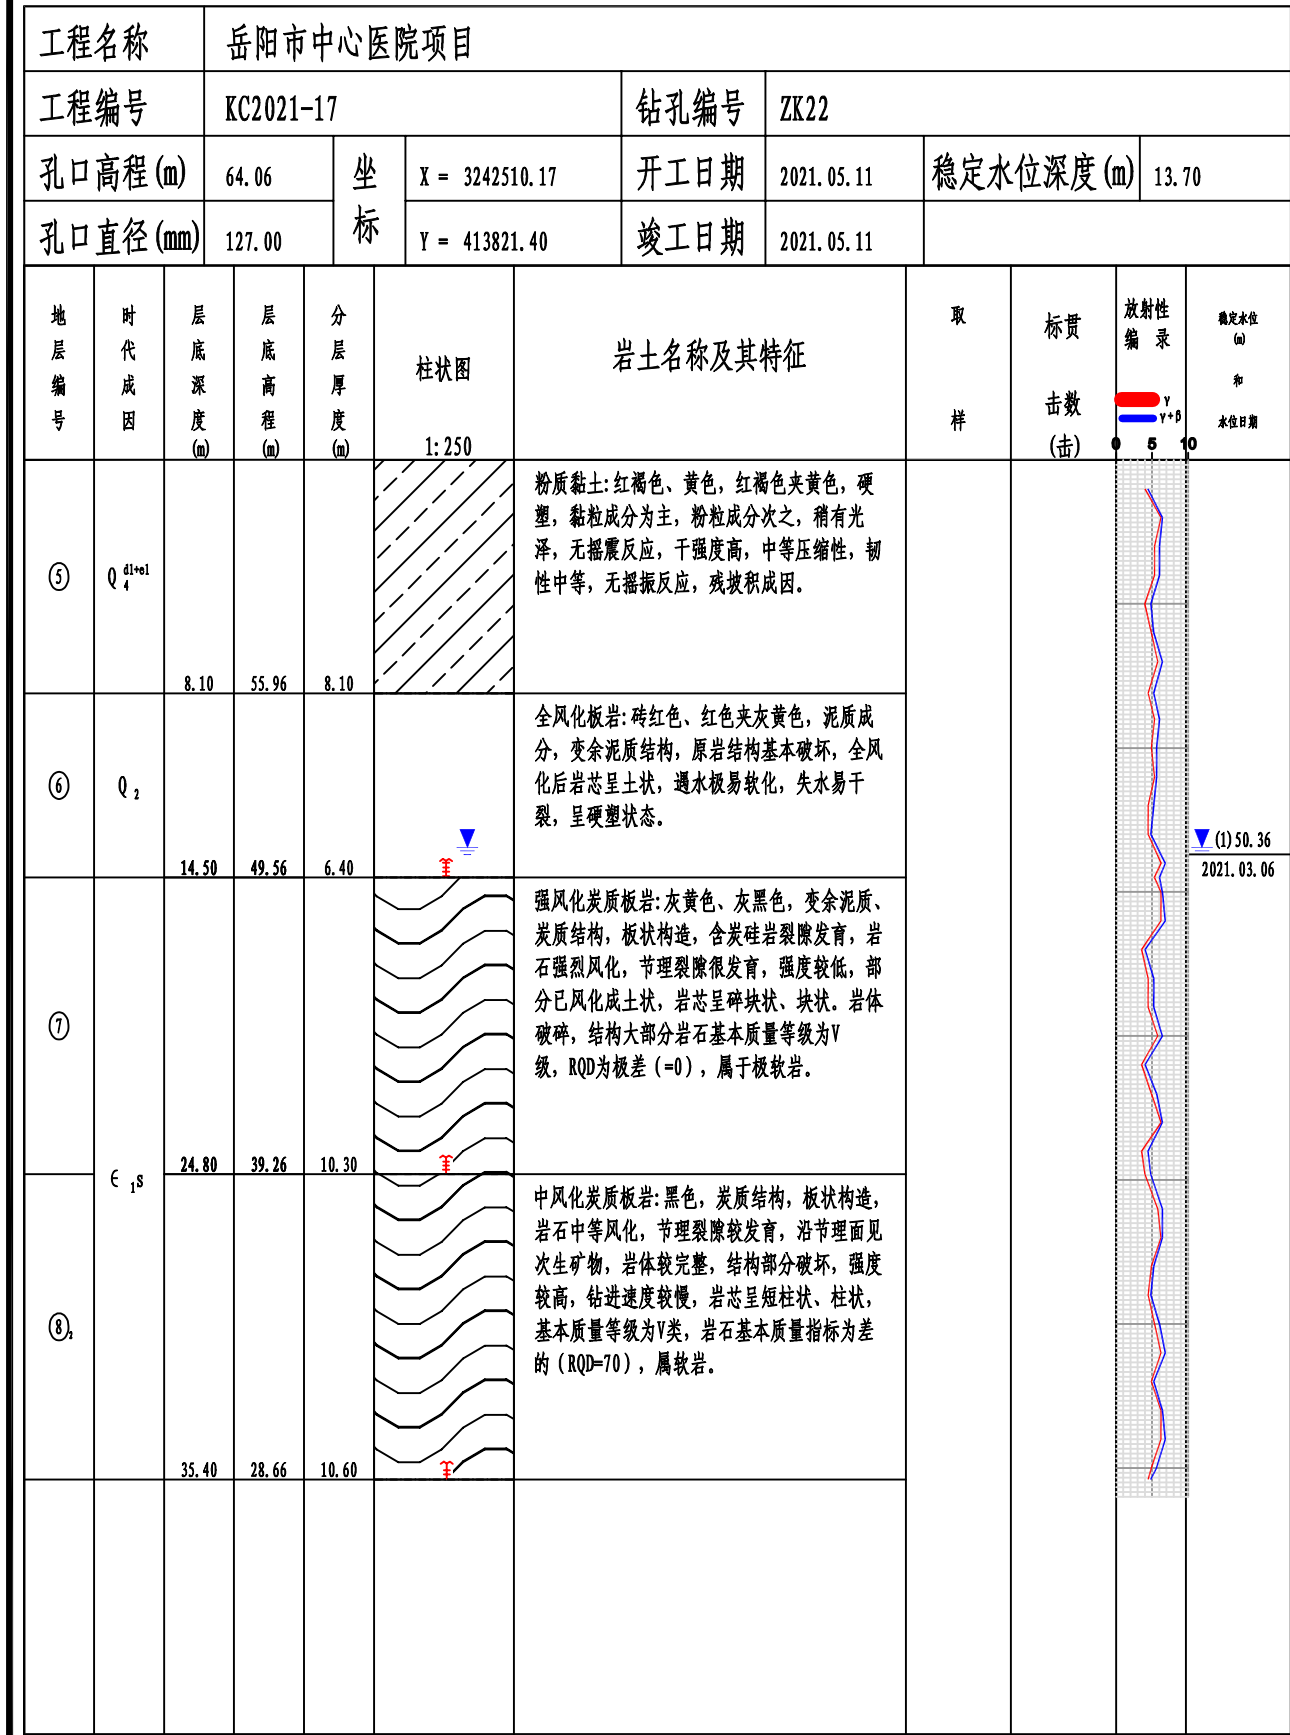 工程名称 岳阳市中心医院项目
工程编号 KC2021-17 钻孔编号 ZK22
孔口高程(m) 64.06 坐标 X = 3242510.17 开工日期 2021.05.11 稳定水位深度(m) 13.70
孔口直径(mm) 127.00 Y = 413821.40 竣工日期 2021.05.11
地层编号 时代成因 层底深度(m) 层底高程(m) 分层厚度(m) 柱状图 1:250 岩土名称及其特征 取样 标贯击数(击) 放射性编录 稳定水位(m)和水位日期
γ
γ+β
0 5 10
⑤ Q 4 dl+el 8.10 55.96 8.10
粉质黏土:红褐色、黄色,红褐色夹黄色,硬
塑,黏粒成分为主,粉粒成分次之,稍有光
泽,无摇震反应,干强度高,中等压缩性,韧
性中等,无摇振反应,残坡积成因。
⑥ Q 2 14.50 49.56 6.40
全风化板岩:砖红色、红色夹灰黄色,泥质成
分,变余泥质结构,原岩结构基本破坏,全风
化后岩芯呈土状,遇水极易软化,失水易干
裂,呈硬塑状态。
(1)50.36
2021.03.06
⑦ 24.80 39.26 10.30
强风化炭质板岩:灰黄色、灰黑色,变余泥质、
炭质结构,板状构造,含炭硅岩裂隙发育,岩
石强烈风化,节理裂隙很发育,强度较低,部
分已风化成土状,岩芯呈碎块状、块状。岩体
破碎,结构大部分岩石基本质量等级为V
级,RQD为极差(=0),属于极软岩。
∈ 1s
⑧2 35.40 28.66 10.60
中风化炭质板岩:黑色,炭质结构,板状构造,
岩石中等风化,节理裂隙较发育,沿节理面见
次生矿物,岩体较完整,结构部分破坏,强度
较高,钻进速度较慢,岩芯呈短柱状、柱状,
基本质量等级为V类,岩石基本质量指标为差
的(RQD=70),属软岩。